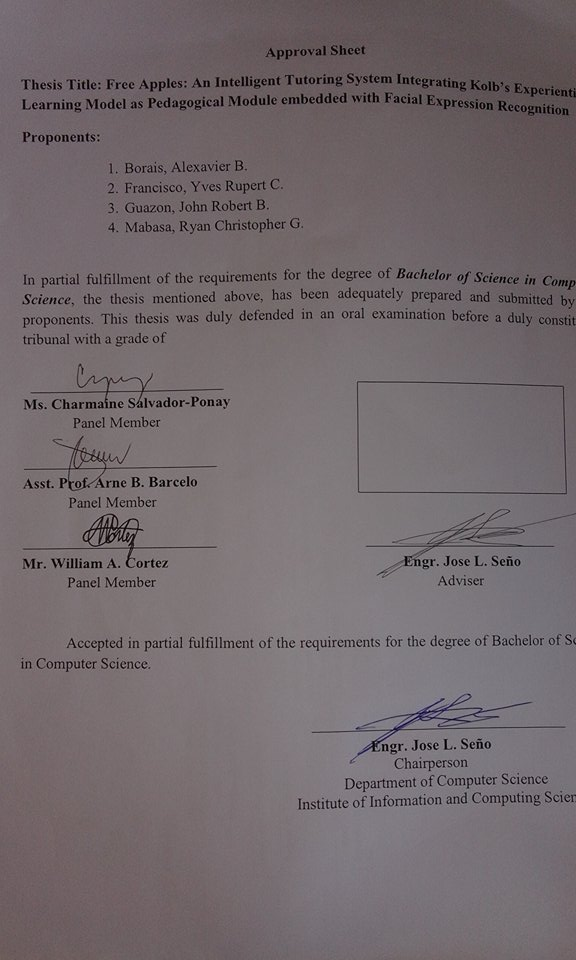 Approval Sheet
Thesis Title: Free Apples: An Intelligent Tutoring System Integrating Kolb's Experienti
Learning Model as Pedagogical Module embedded with Facial Expression Recognition
Proponents:
1. Borais, Alexavier B.
2. Francisco, Yves Rupert C.
3. Guazon, John Robert B.
4. Mabasa, Ryan Christopher G.
In partial fulfillment of the requirements for the degree of Bachelor of Science in Comp
Science, the thesis mentioned above, has been adequately prepared and submitted by
proponents. This thesis was duly defended in an oral examination before a duly constit
tribunal with a grade of
Ms. Charmaine Salvador-Ponay
Panel Member
Asst. Prof. Arne B. Barcelo
Panel Member
Mr. William A. Cortez
Panel Member
Engr. Jose L. Seño
Adviser
Accepted in partial fulfillment of the requirements for the degree of Bachelor of Sc
in Computer Science.
Engr. Jose L. Seño
Chairperson
Department of Computer Science
Institute of Information and Computing Scien